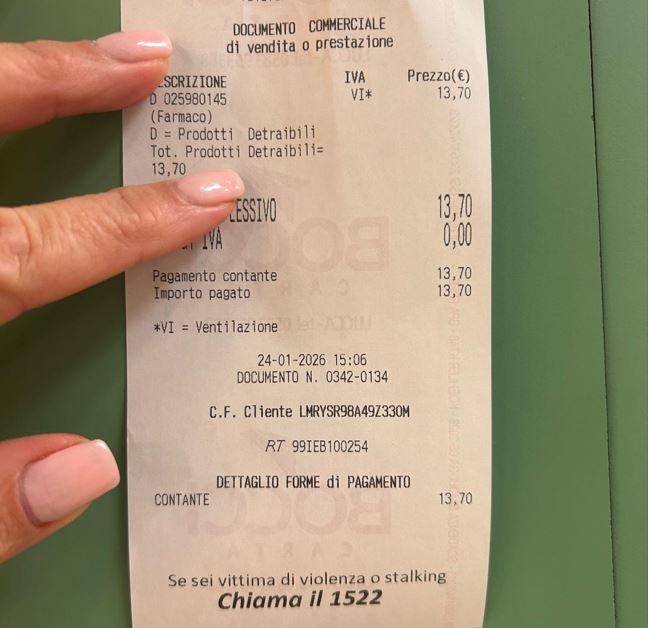 DOCUMENTO COMMERCIALE
di vendita o prestazione
IVA Prezzo(€)
D 025980145 VI* 13,70
(Farmaco)
D = Prodotti Detraibili
Tot. Prodotti Detraibili=
13,70
13,70
IVA 0,00
Pagamento contante 13,70
Importo pagato 13,70
*VI = Ventilazione
24-01-2026 15:06
DOCUMENTO N. 0342-0134
C.F. Cliente LMRYSR98A49Z330M
RT 99IEB100254
DETTAGLIO FORME di PAGAMENTO
CONTANTE 13,70
Se sei vittima di violenza o stalking
Chiama il 1522